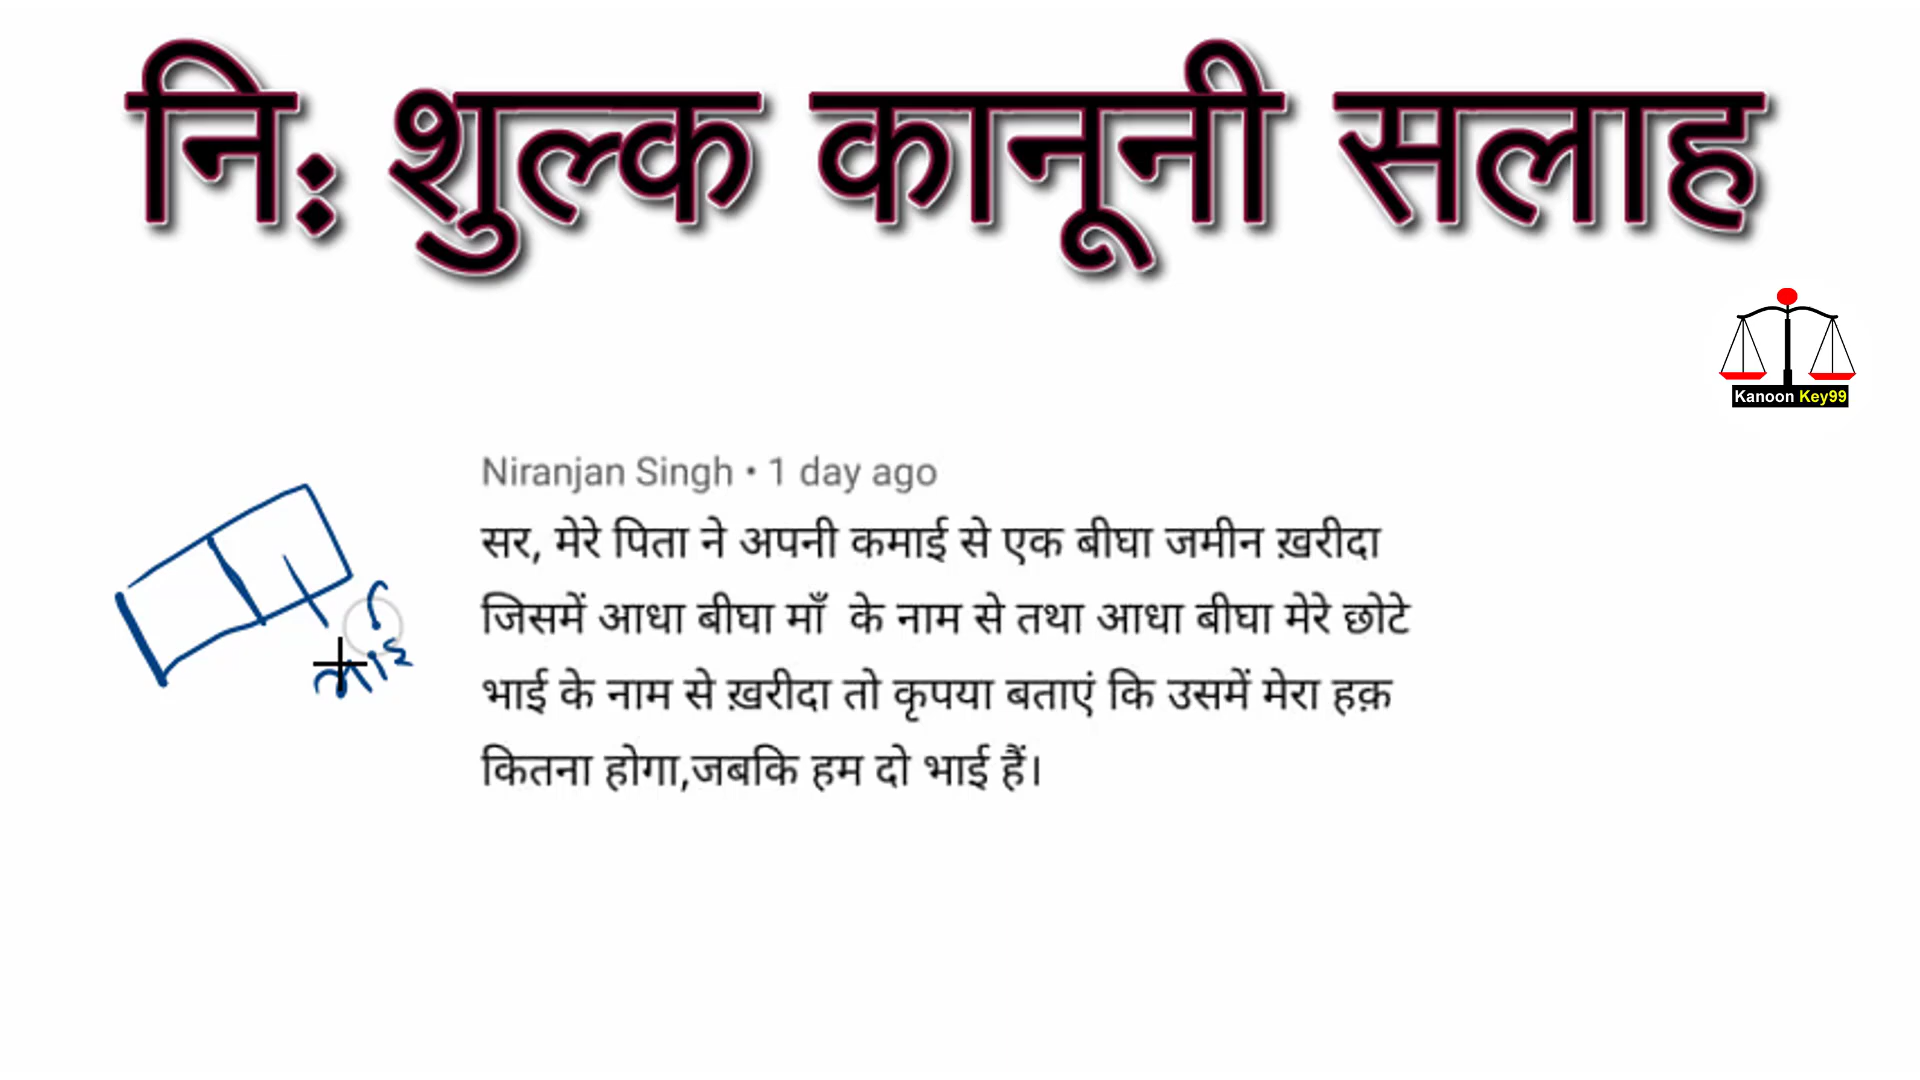 नि: शुल्क कानूनी सलाह
Kanoon Key99
Niranjan Singh • 1 day ago
सर, मेरे पिता ने अपनी कमाई से एक बीघा जमीन ख़रीदा
जिसमें आधा बीघा माँ के नाम से तथा आधा बीघा मेरे छोटे
भाई के नाम से ख़रीदा तो कृपया बताएं कि उसमें मेरा हक़
कितना होगा,जबकि हम दो भाई हैं।